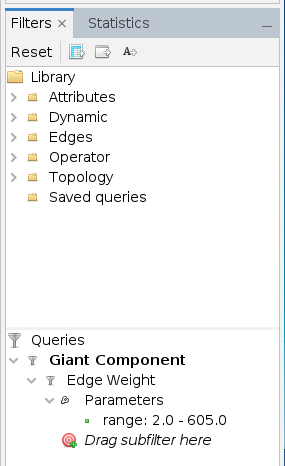 Filters × Statistics
Reset
Library
Attributes
Dynamic
Edges
Operator
Topology
Saved queries
Queries
Giant Component
Edge Weight
Parameters
range: 2.0 - 605.0
Drag subfilter here